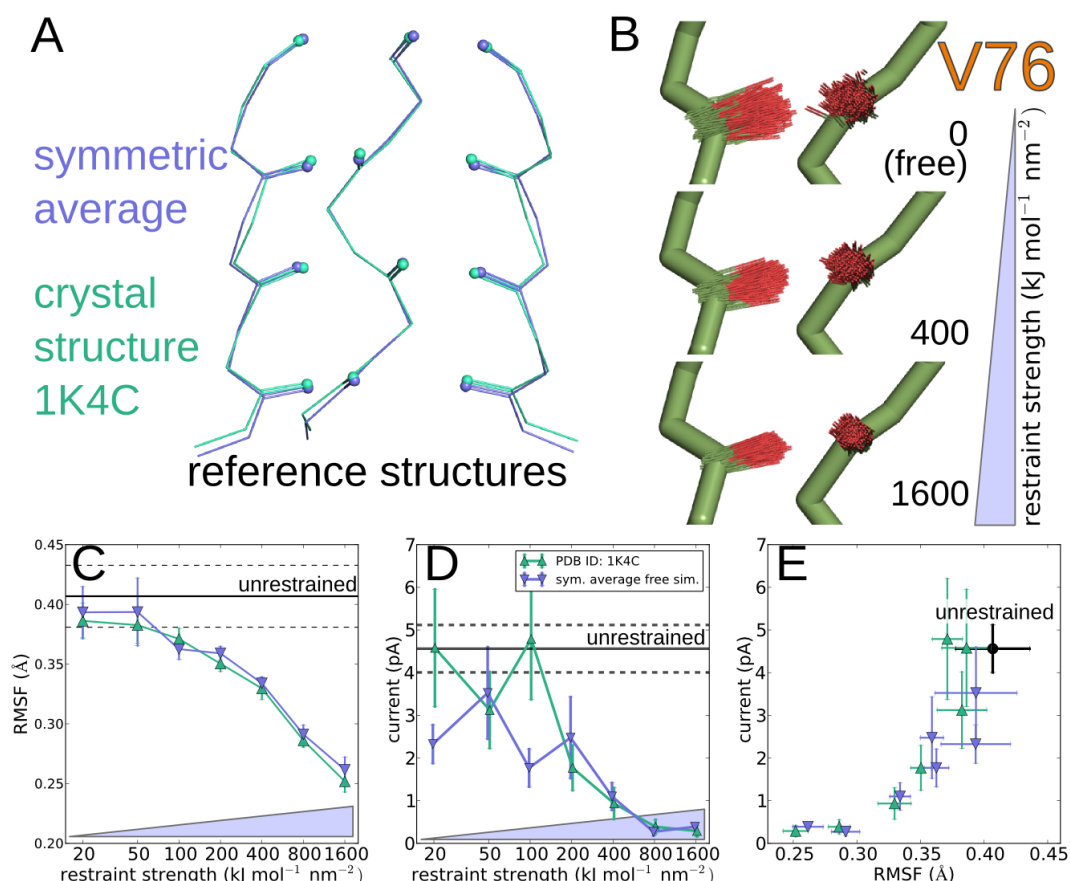 A
symmetric
average
crystal
structure
1K4C
reference structures
B
V76
0
(free)
400
1600
restraint strength (kJ mol⁻¹ nm⁻²)
C
unrestrained
RMSF (Å)
0.45
0.40
0.35
0.30
0.25
0.20
20 50 100 200 400 800 1600
restraint strength (kJ mol⁻¹ nm⁻²)
D
PDB ID: 1K4C
sym. average free sim.
unrestrained
current (pA)
7
6
5
4
3
2
1
0
20 50 100 200 400 800 1600
restraint strength (kJ mol⁻¹ nm⁻²)
E
unrestrained
current (pA)
7
6
5
4
3
2
1
0
0.25 0.30 0.35 0.40 0.45
RMSF (Å)